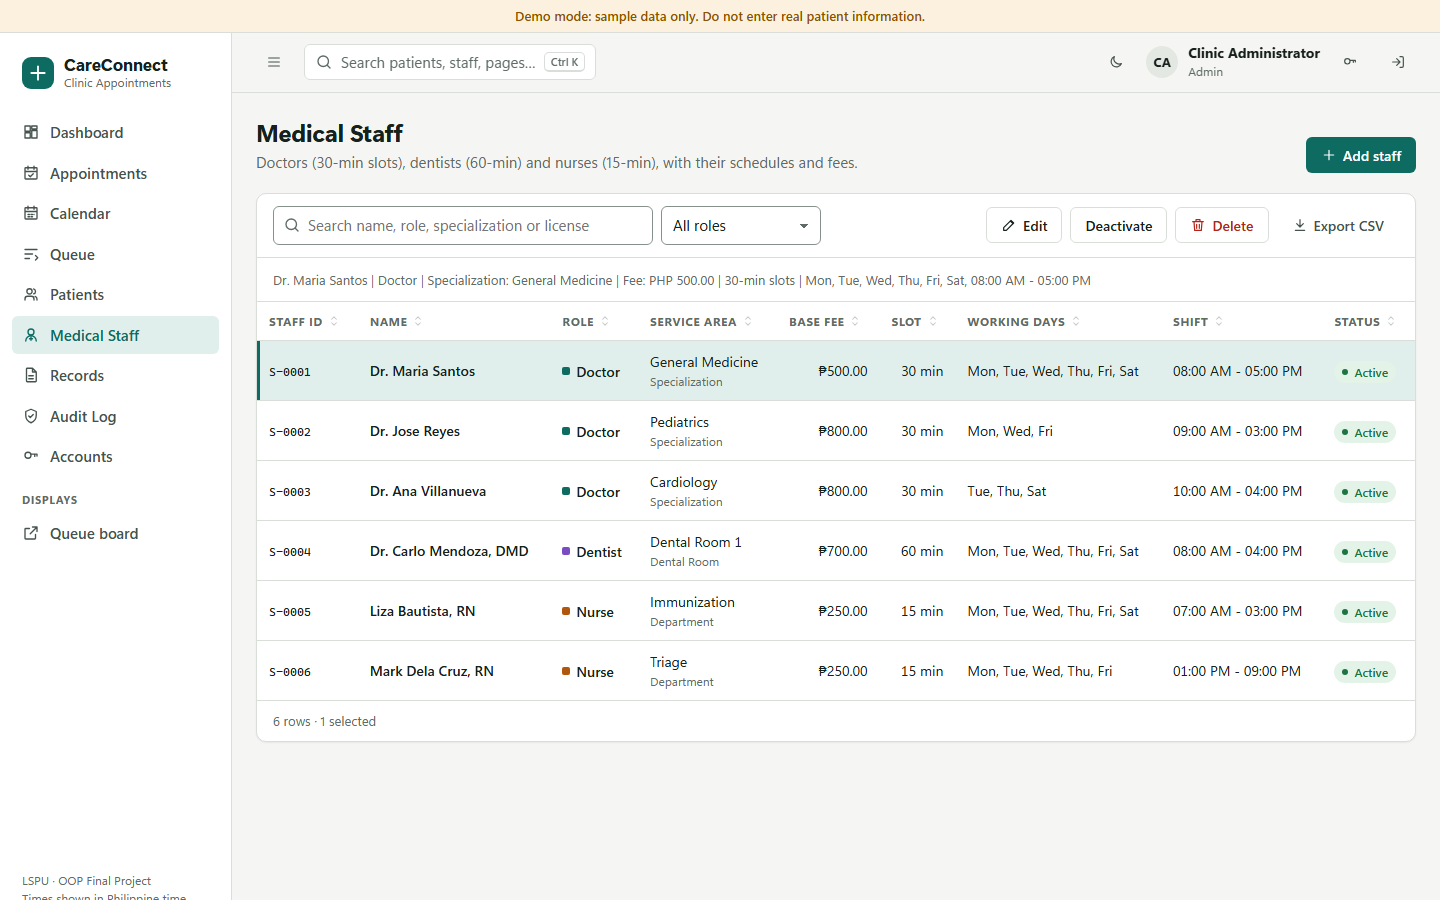 Demo mode: sample data only. Do not enter real patient information.
CareConnect
Clinic Appointments
Search patients, staff, pages... Ctrl K
CA
Clinic Administrator
Admin
Dashboard
Appointments
Calendar
Queue
Patients
Medical Staff
Records
Audit Log
Accounts
DISPLAYS
Queue board
LSPU · OOP Final Project
Times shown in Philippine time
Medical Staff
Doctors (30-min slots), dentists (60-min) and nurses (15-min), with their schedules and fees.
+ Add staff
Search name, role, specialization or license All roles Edit Deactivate Delete Export CSV
Dr. Maria Santos | Doctor | Specialization: General Medicine | Fee: PHP 500.00 | 30-min slots | Mon, Tue, Wed, Thu, Fri, Sat, 08:00 AM - 05:00 PM
STAFF ID NAME ROLE SERVICE AREA BASE FEE SLOT WORKING DAYS SHIFT STATUS
S-0001 Dr. Maria Santos Doctor General Medicine ₱500.00 30 min Mon, Tue, Wed, Thu, Fri, Sat 08:00 AM - 05:00 PM Active
Specialization
S-0002 Dr. Jose Reyes Doctor Pediatrics ₱800.00 30 min Mon, Wed, Fri 09:00 AM - 03:00 PM Active
Specialization
S-0003 Dr. Ana Villanueva Doctor Cardiology ₱800.00 30 min Tue, Thu, Sat 10:00 AM - 04:00 PM Active
Specialization
S-0004 Dr. Carlo Mendoza, DMD Dentist Dental Room 1 ₱700.00 60 min Mon, Tue, Wed, Thu, Fri, Sat 08:00 AM - 04:00 PM Active
Dental Room
S-0005 Liza Bautista, RN Nurse Immunization ₱250.00 15 min Mon, Tue, Wed, Thu, Fri, Sat 07:00 AM - 03:00 PM Active
Department
S-0006 Mark Dela Cruz, RN Nurse Triage ₱250.00 15 min Mon, Tue, Wed, Thu, Fri 01:00 PM - 09:00 PM Active
Department
6 rows · 1 selected